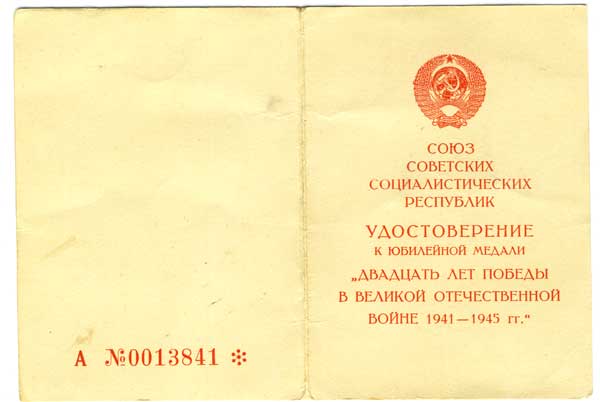 А №0013841
СОЮЗ
СОВЕТСКИХ
СОЦИАЛИСТИЧЕСКИХ
РЕСПУБЛИК
УДОСТОВЕРЕНИЕ
К ЮБИЛЕЙНОЙ МЕДАЛИ
„ДВАДЦАТЬ ЛЕТ ПОБЕДЫ
В ВЕЛИКОЙ ОТЕЧЕСТВЕННОЙ
ВОЙНЕ 1941—1945 гг.“